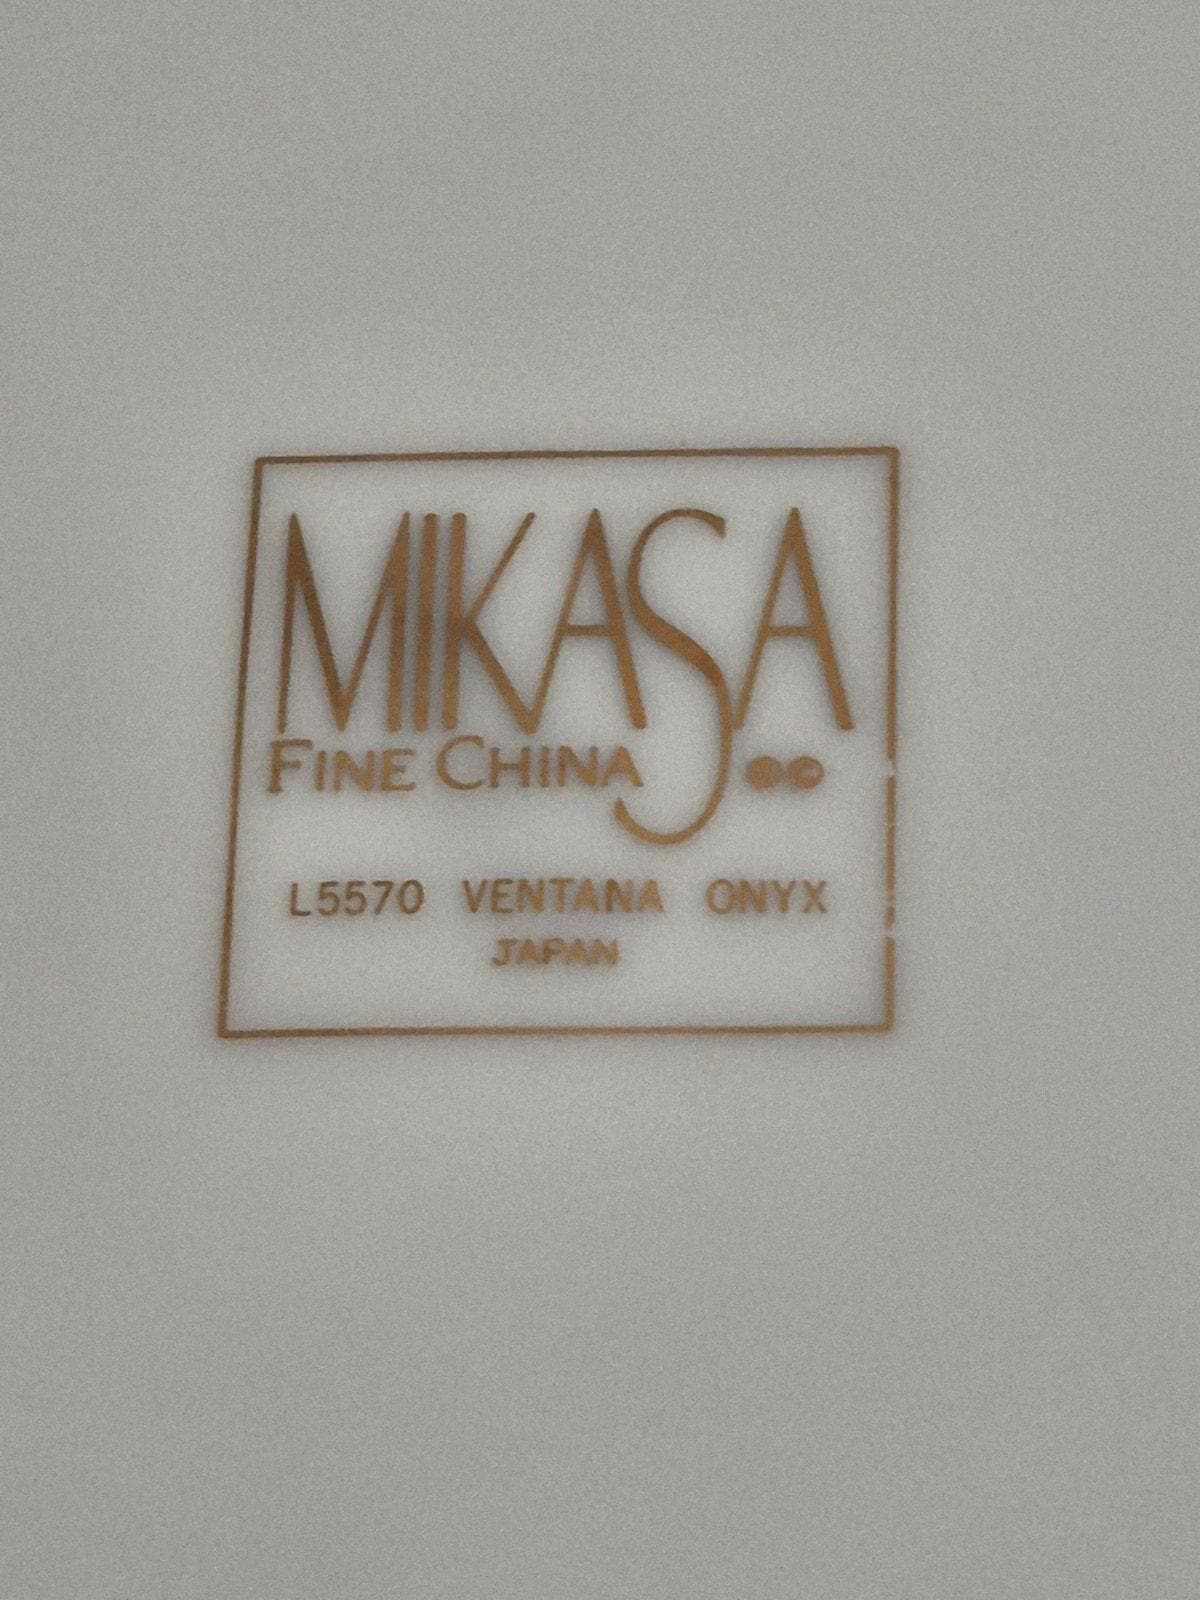 MIKASA
FINE CHINA ®©
L5570 VENTANA ONYX
JAPAN